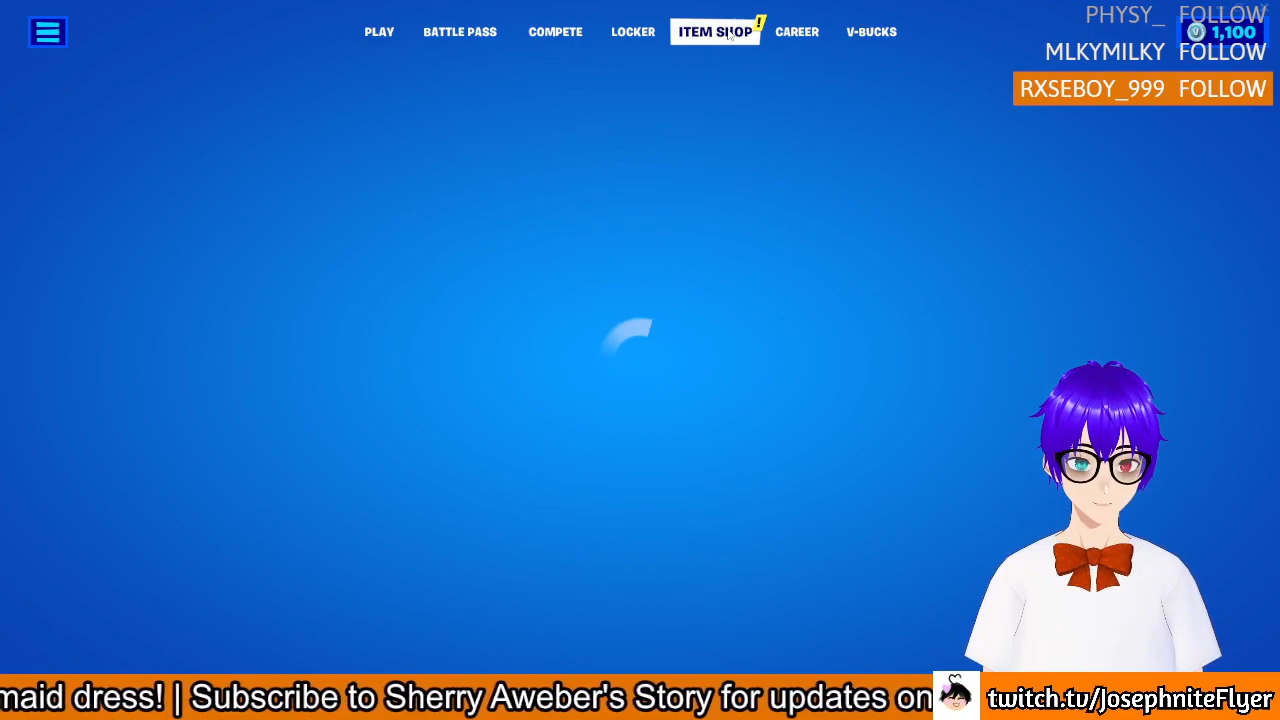 PLAY BATTLE PASS COMPETE LOCKER ITEM SHOP ! CAREER V-BUCKS
PHYSY_ FOLLOW
V 1,100
MLKYMILKY FOLLOW
RXSEBOY_999 FOLLOW
maid dress! | Subscribe to Sherry Aweber's Story for updates on
twitch.tv/JosephniteFlyer